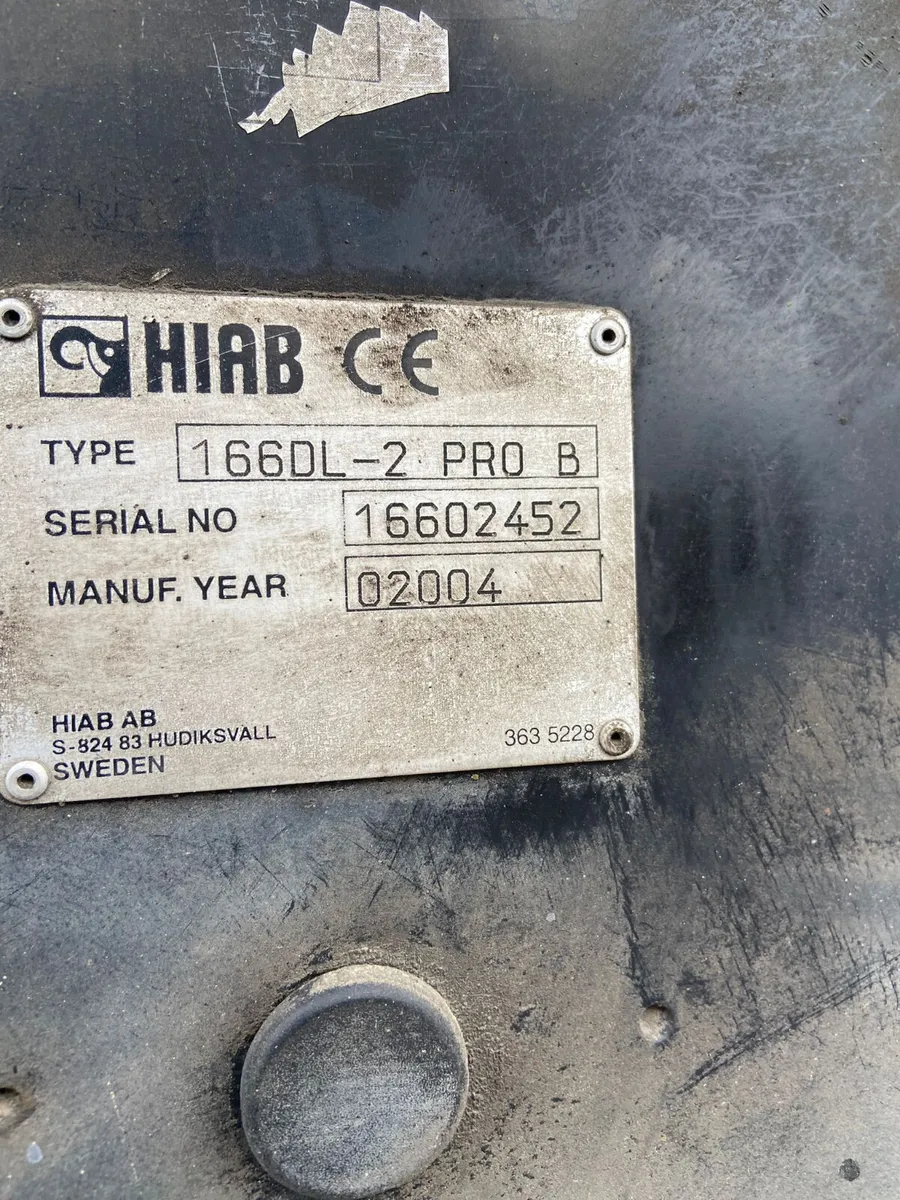 HIAB CE
TYPE 166DL-2 PRO B
SERIAL NO 16602452
MANUF. YEAR 02004
HIAB AB
S-824 83 HUDIKSVALL
SWEDEN
363 5228